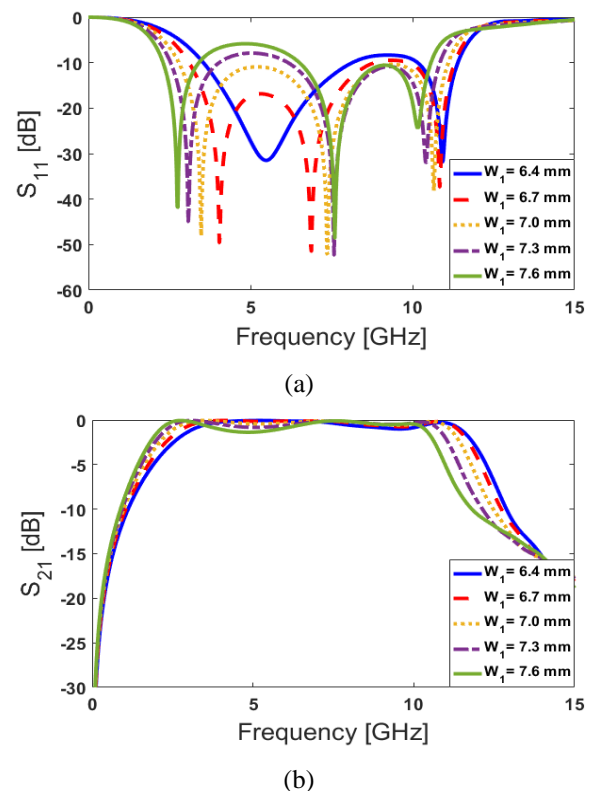 0
-10
-20
-30
-40
-50
-60
S11 [dB]
W1= 6.4 mm
W1= 6.7 mm
W1= 7.0 mm
W1= 7.3 mm
W1= 7.6 mm
0 5 10 15
Frequency [GHz]
(a)
0
-5
-10
-15
-20
-25
-30
S21 [dB]
W1= 6.4 mm
W1= 6.7 mm
W1= 7.0 mm
W1= 7.3 mm
W1= 7.6 mm
0 5 10 15
Frequency [GHz]
(b)